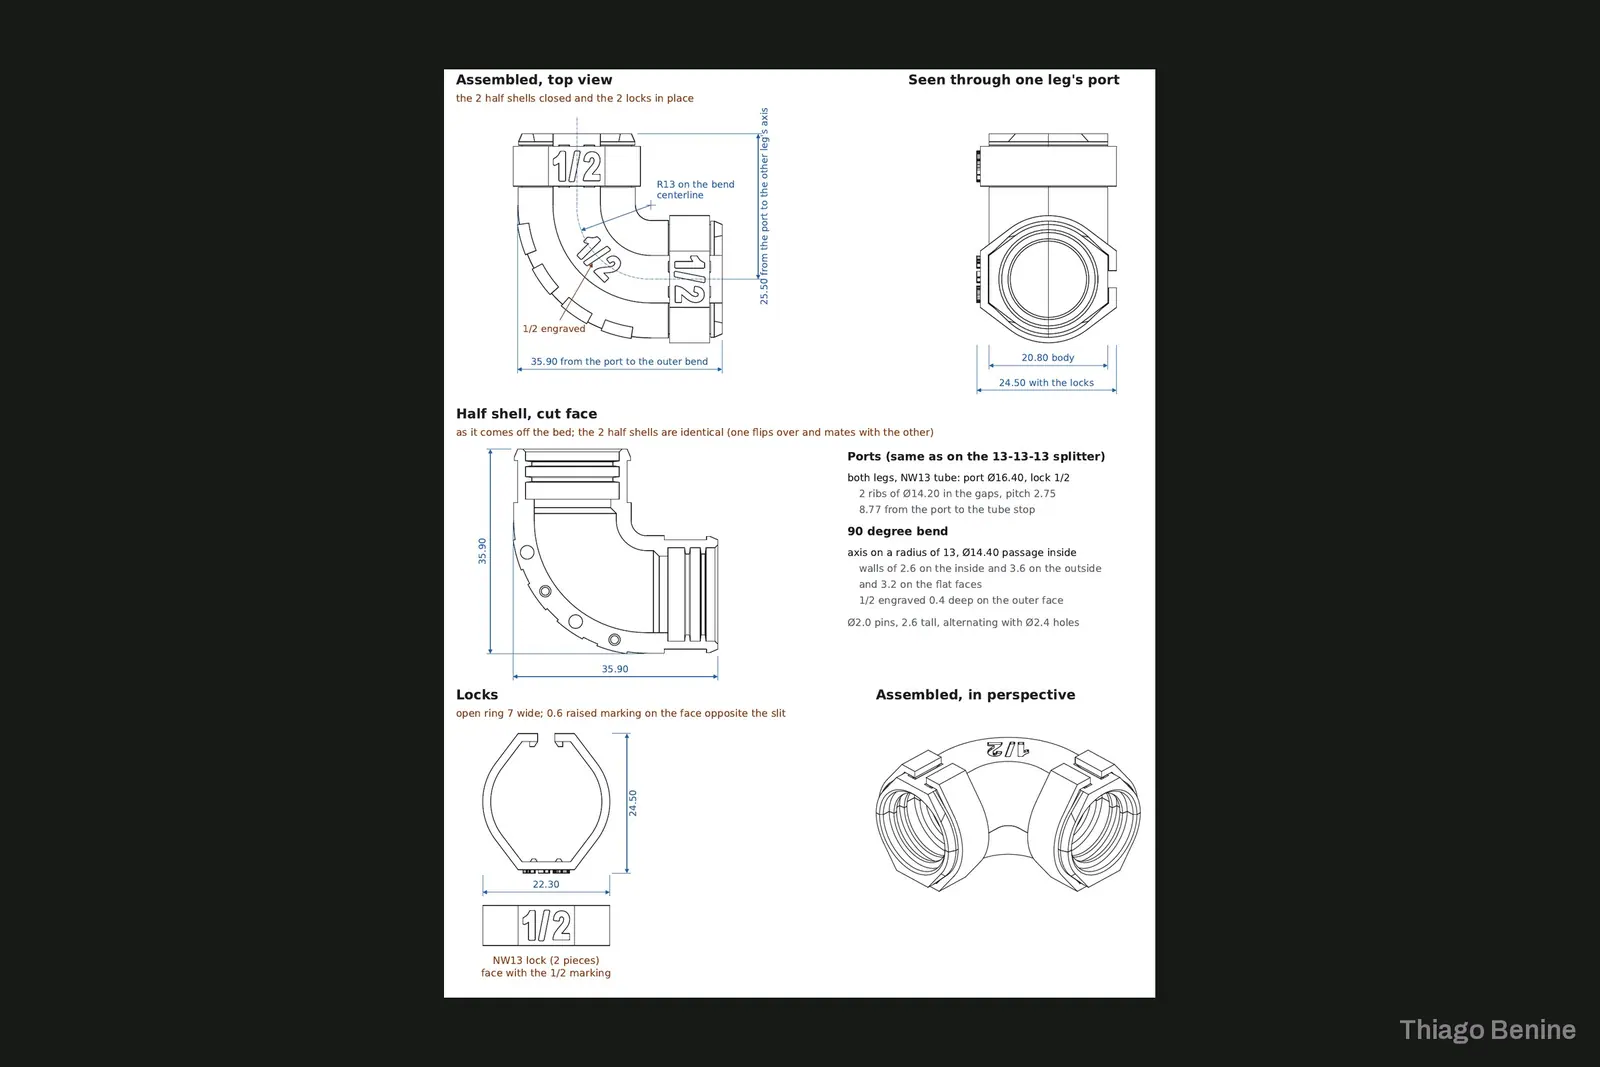 Assembled, top view
the 2 half shells closed and the 2 locks in place
1/2
R13 on the bend
centerline
25.50 from the port to the other leg's axis
1/2
1/2
1/2 engraved
35.90 from the port to the outer bend
Seen through one leg's port
20.80 body
24.50 with the locks
Half shell, cut face
as it comes off the bed; the 2 half shells are identical (one flips over and mates with the other)
35.90
35.90
Ports (same as on the 13-13-13 splitter)
both legs, NW13 tube: port Ø16.40, lock 1/2
2 ribs of Ø14.20 in the gaps, pitch 2.75
8.77 from the port to the tube stop
90 degree bend
axis on a radius of 13, Ø14.40 passage inside
walls of 2.6 on the inside and 3.6 on the outside
and 3.2 on the flat faces
1/2 engraved 0.4 deep on the outer face
Ø2.0 pins, 2.6 tall, alternating with Ø2.4 holes
Locks
open ring 7 wide; 0.6 raised marking on the face opposite the slit
24.50
22.30
1/2
NW13 lock (2 pieces)
face with the 1/2 marking
Assembled, in perspective
1/2
Thiago Benine